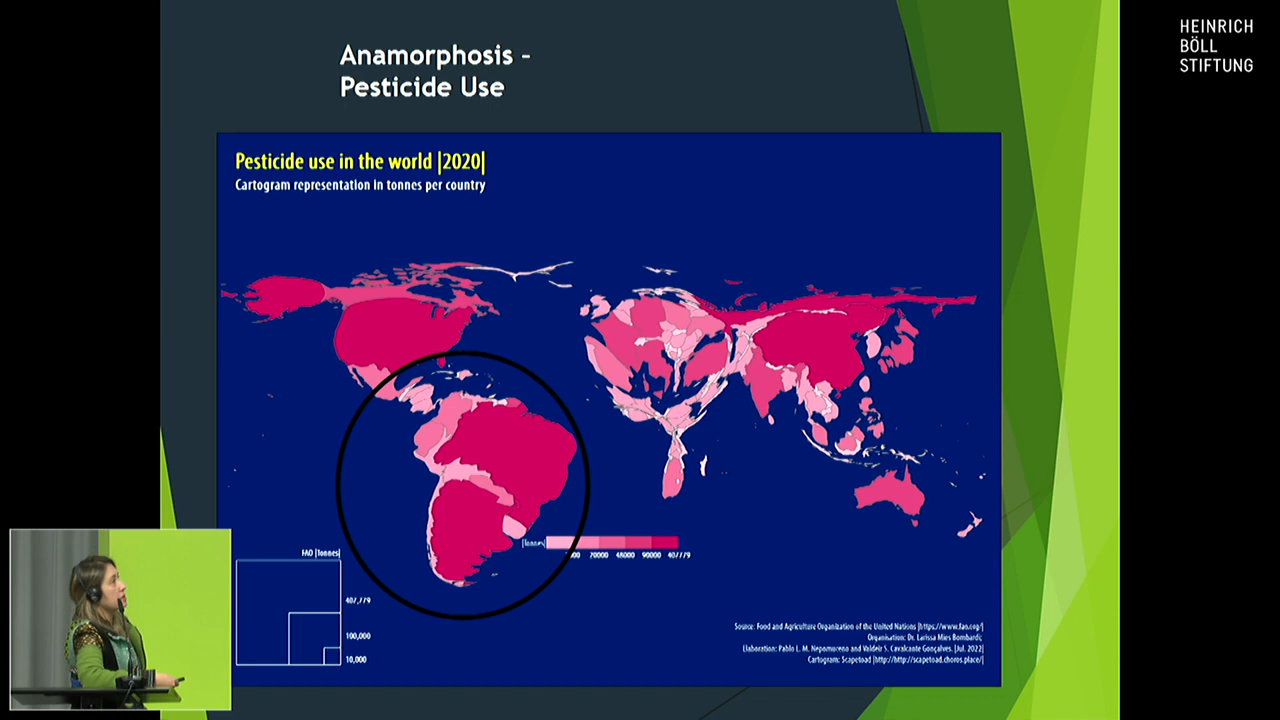 HEINRICH
BÖLL
STIFTUNG
Anamorphosis –
Pesticide Use
Pesticide use in the world |2020|
Cartogram representation in tonnes per country
|Tonnes|
70000 48000 90000 407779
FAO |Tonnes|
407,779
100,000
10,000
Source: Food and Agriculture Organization of the United Nations |https://www.fao.org/|
Organisation: Dr. Larissa Mies Bombardi;
Elaboration: Pablo L. M. Nepomuceno and Valdeir S. Cavalcante Gonçalves. |Jul. 2022|
Cartogram: Scapetoad |http://http://scapetoad.choros.place/|